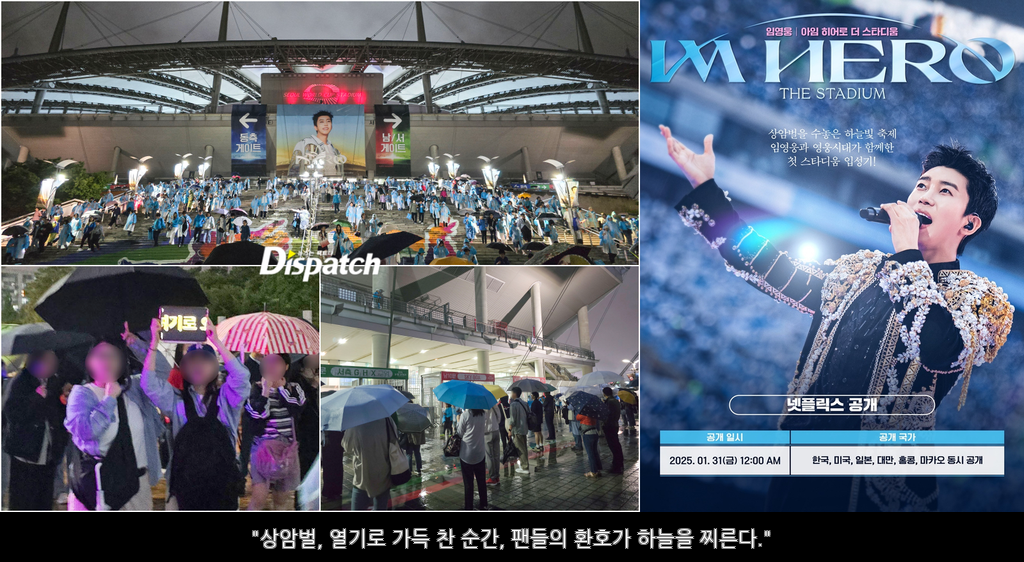 동측
게이트
남/서
게이트
Dispatch
서측 G·H·X
임영웅 | 아임 히어로 더 스타디움
IM HERO
THE STADIUM
상암벌을 수놓은 하늘빛 축제
임영웅과 영웅시대가 함께한
첫 스타디움 입성기!
넷플릭스 공개
공개 일시
공개 국가
2025. 01. 31(금) 12:00 AM
한국, 미국, 일본, 대만, 홍콩, 마카오 동시 공개
"상암벌, 열기로 가득 찬 순간, 팬들의 환호가 하늘을 찌른다."